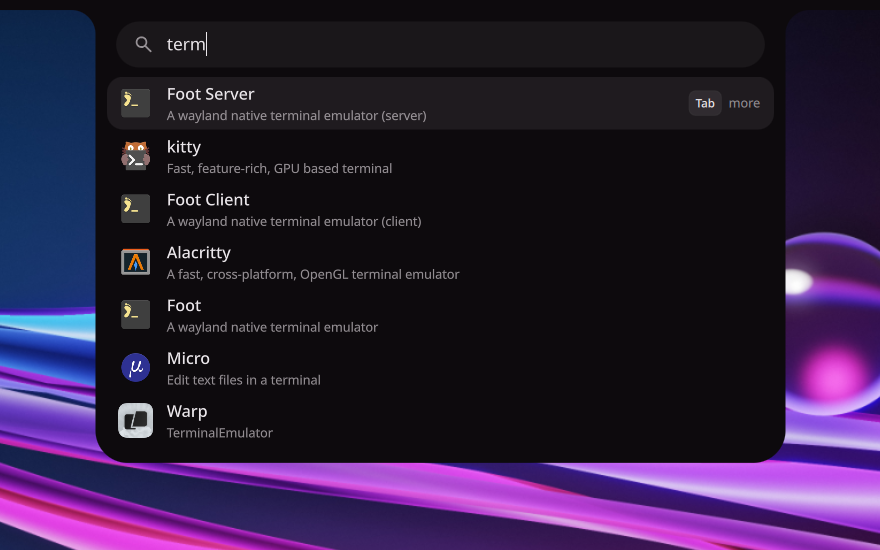 term
Foot Server
A wayland native terminal emulator (server)
Tab more
kitty
Fast, feature-rich, GPU based terminal
Foot Client
A wayland native terminal emulator (client)
Alacritty
A fast, cross-platform, OpenGL terminal emulator
Foot
A wayland native terminal emulator
Micro
Edit text files in a terminal
Warp
TerminalEmulator